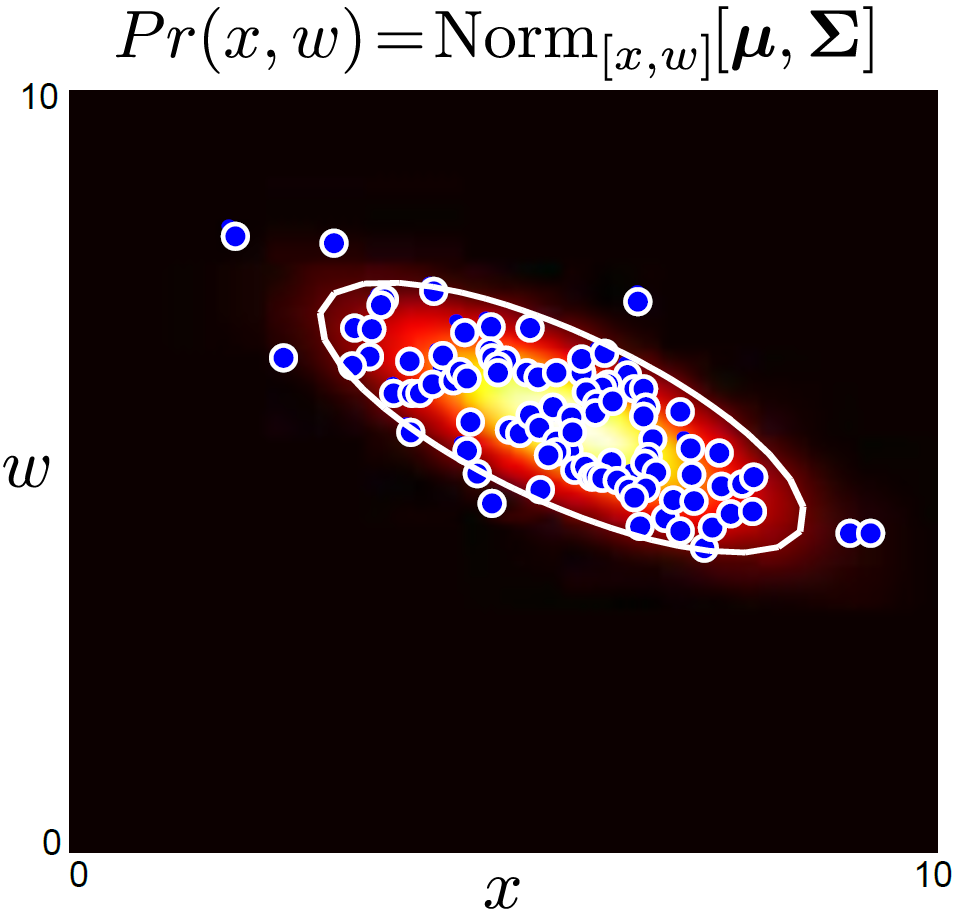 Pr(x, w) = Norm[x,w][μ, Σ]
10
w
0
0
10
x